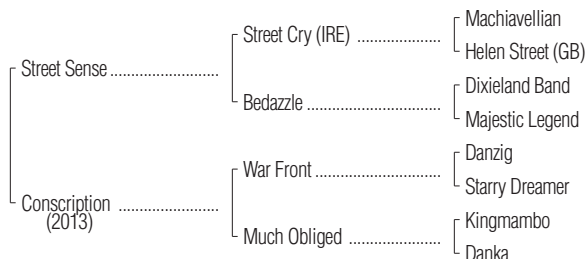 Machiavellian
Street Cry (IRE) ....................
Helen Street (GB)
Street Sense ..........................
Dixieland Band
Bedazzle ................................
Majestic Legend
Danzig
War Front ..............................
Starry Dreamer
Conscription ........................
(2013)
Kingmambo
Much Obliged .......................
Danka